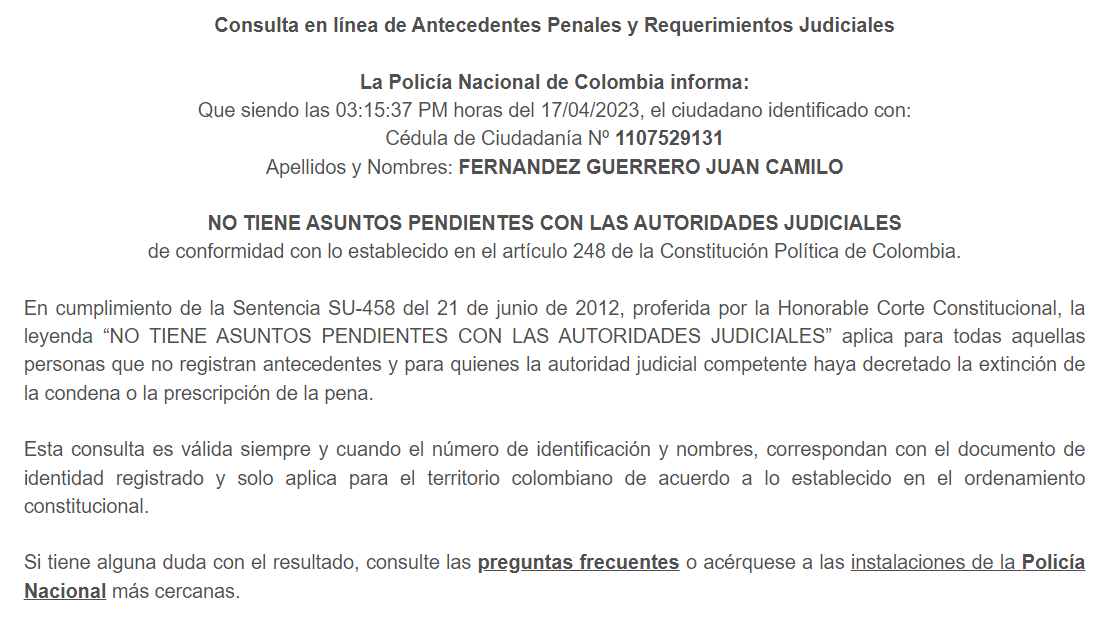 Consulta en línea de Antecedentes Penales y Requerimientos Judiciales
La Policía Nacional de Colombia informa:
Que siendo las 03:15:37 PM horas del 17/04/2023, el ciudadano identificado con:
Cédula de Ciudadanía Nº 1107529131
Apellidos y Nombres: FERNANDEZ GUERRERO JUAN CAMILO
NO TIENE ASUNTOS PENDIENTES CON LAS AUTORIDADES JUDICIALES
de conformidad con lo establecido en el artículo 248 de la Constitución Política de Colombia.
En cumplimiento de la Sentencia SU-458 del 21 de junio de 2012, proferida por la Honorable Corte Constitucional, la
leyenda “NO TIENE ASUNTOS PENDIENTES CON LAS AUTORIDADES JUDICIALES” aplica para todas aquellas
personas que no registran antecedentes y para quienes la autoridad judicial competente haya decretado la extinción de
la condena o la prescripción de la pena.
Esta consulta es válida siempre y cuando el número de identificación y nombres, correspondan con el documento de
identidad registrado y solo aplica para el territorio colombiano de acuerdo a lo establecido en el ordenamiento
constitucional.
Si tiene alguna duda con el resultado, consulte las preguntas frecuentes o acérquese a las instalaciones de la Policía
Nacional más cercanas.